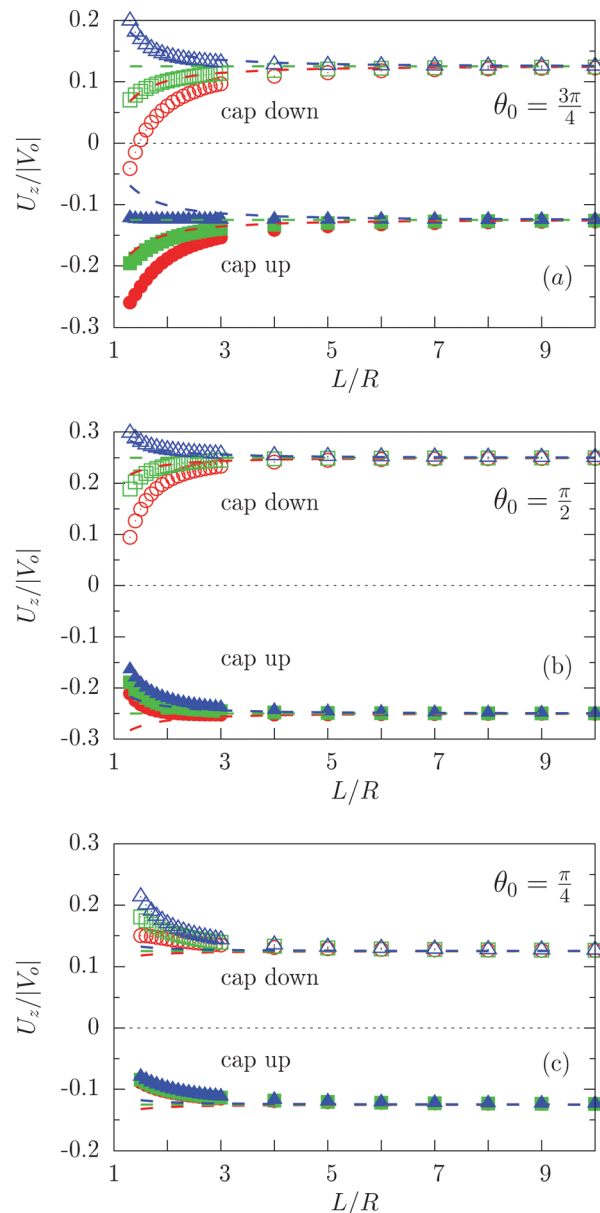 0.2
0.1
0
-0.1
-0.2
-0.3
U_z/|V_o|
cap down
θ_0 = 3π/4
cap up
(a)
1 3 5 7 9
L/R
0.3
0.2
0.1
0
-0.1
-0.2
-0.3
U_z/|V_o|
cap down
θ_0 = π/2
cap up
(b)
1 3 5 7 9
L/R
0.3
0.2
0.1
0
-0.1
-0.2
U_z/|V_o|
θ_0 = π/4
cap down
cap up
(c)
1 3 5 7 9
L/R